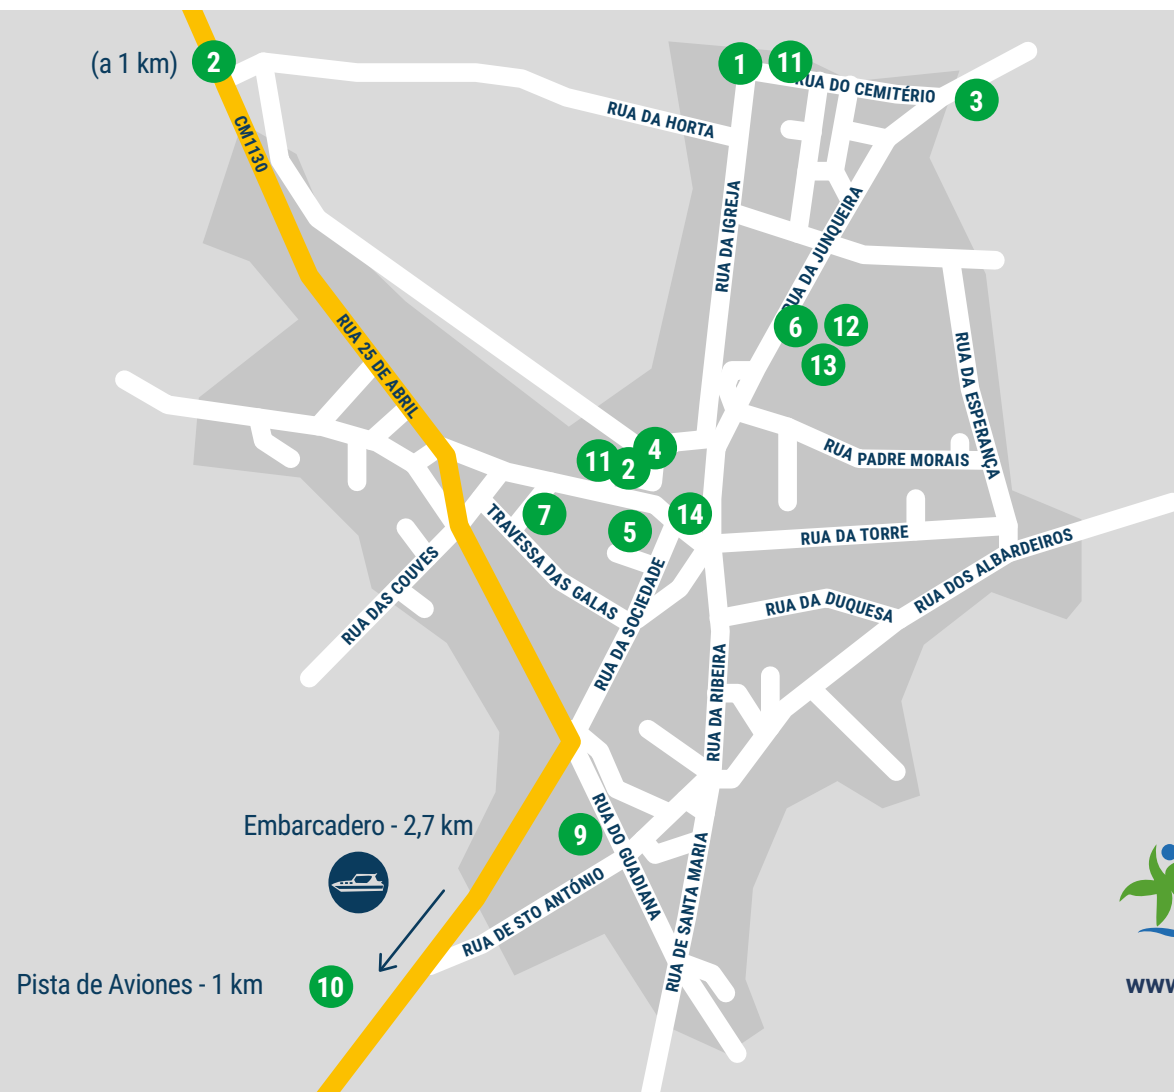 (a 1 km) 2
1
11
RUA DO CEMITÉRIO
3
RUA DA HORTA
CM1130
RUA DA IGREJA
RUA DA JUNQUEIRA
6
12
13
RUA 25 DE ABRIL
RUA DA ESPERANÇA
RUA PADRE MORAIS
4
11
2
7
5
14
TRAVESSA DAS GALAS
RUA DA TORRE
RUA DOS ALBARDEIROS
RUA DAS COUVES
RUA DA SOCIEDADE
RUA DA DUQUESA
RUA DA RIBEIRA
Embarcadero - 2,7 km
9
RUA DO GUADIANA
RUA DE STO ANTÓNIO
RUA DE SANTA MARIA
Pista de Aviones - 1 km 10
www